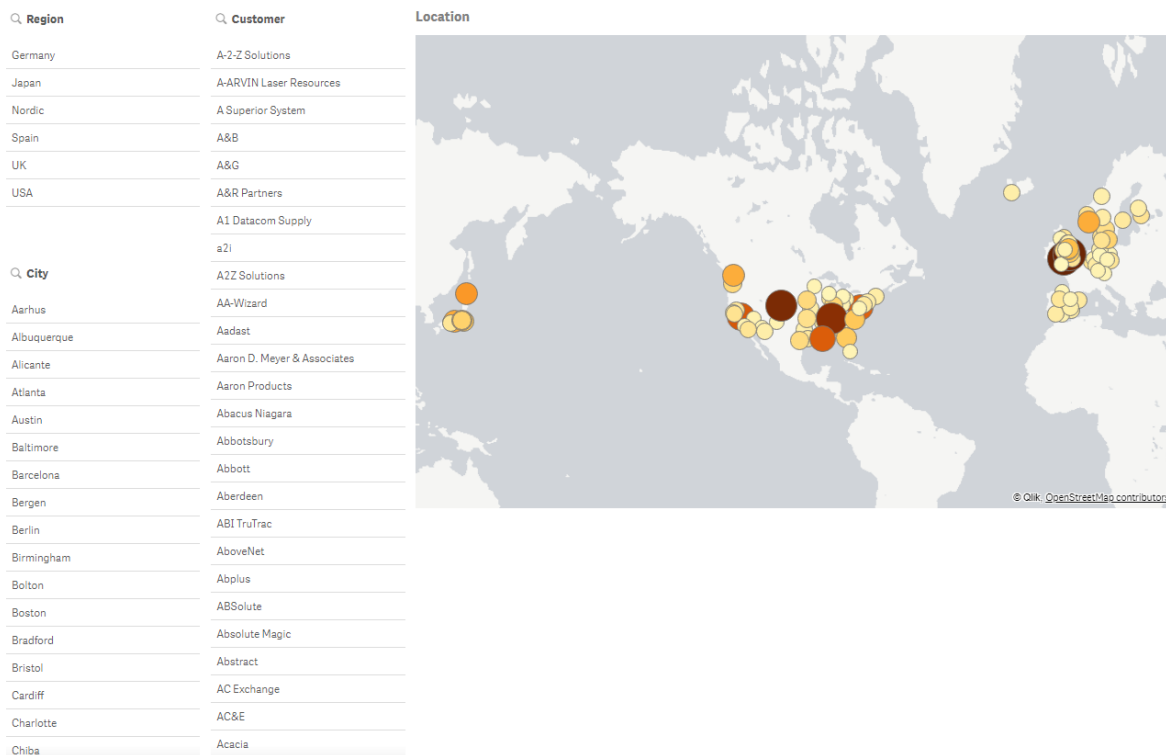 Region
Germany
Japan
Nordic
Spain
UK
USA
City
Aarhus
Albuquerque
Alicante
Atlanta
Austin
Baltimore
Barcelona
Bergen
Berlin
Birmingham
Bolton
Boston
Bradford
Bristol
Cardiff
Charlotte
Chiba
Customer
A-2-Z Solutions
A-ARVIN Laser Resources
A Superior System
A&B
A&G
A&R Partners
A1 Datacom Supply
a2i
A2Z Solutions
AA-Wizard
Aadast
Aaron D. Meyer & Associates
Aaron Products
Abacus Niagara
Abbotsbury
Abbott
Aberdeen
ABI TruTrac
AboveNet
Abplus
ABSolute
Absolute Magic
Abstract
AC Exchange
AC&E
Acacia
Location
© Qlik, OpenStreetMap contributors